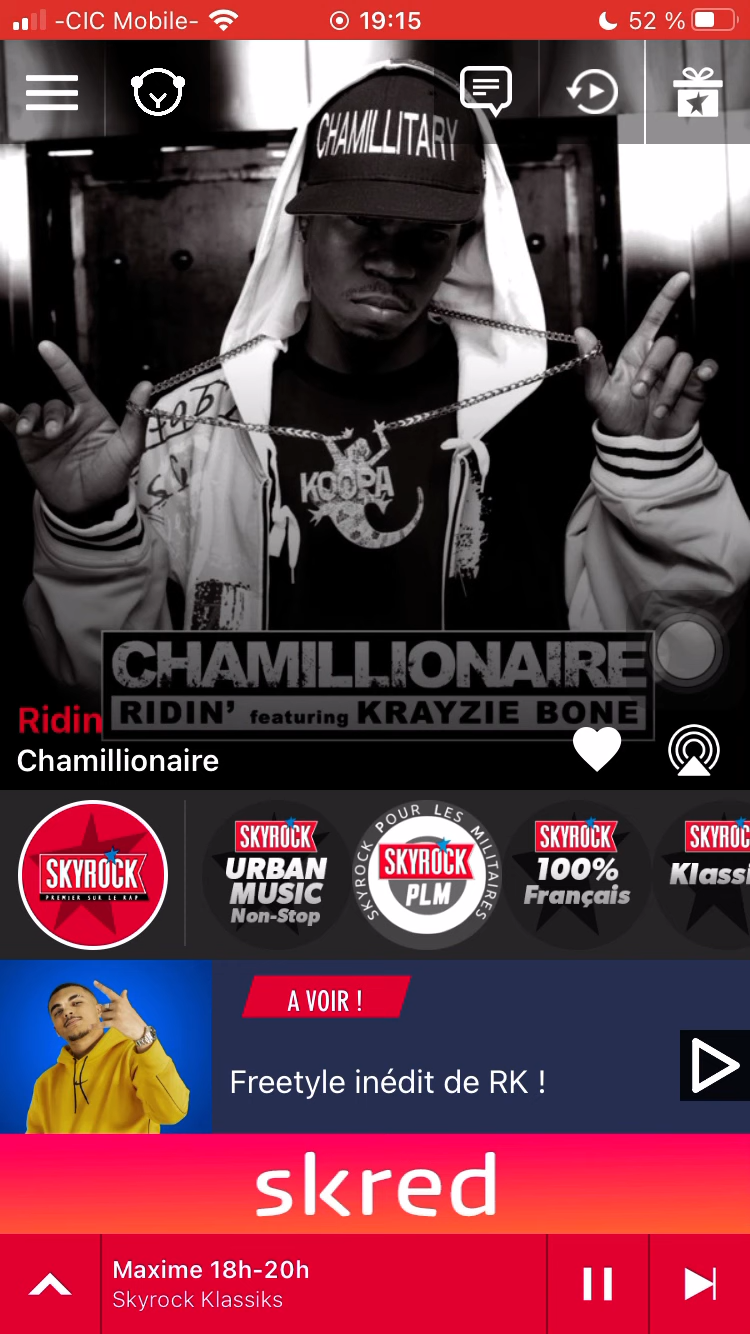 -CIC Mobile-
19:15
52 %
CHAMILLITARY
KOOPA
CHAMILLIONAIRE
RIDIN' featuring KRAYZIE BONE
Ridin
Chamillionaire
SKYROCK
PREMIER SUR LE RAP
SKYROCK
URBAN
MUSIC
Non-Stop
SKYROCK POUR LES MILITAIRES
SKYROCK
PLM
SKYROCK
100%
Français
SKYROC
Klassi
A VOIR !
Freetyle inédit de RK !
skred
Maxime 18h-20h
Skyrock Klassiks